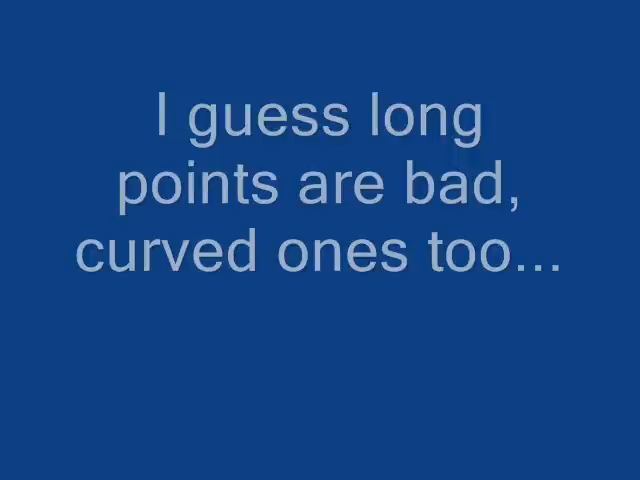 I guess long
points are bad,
curved ones too...